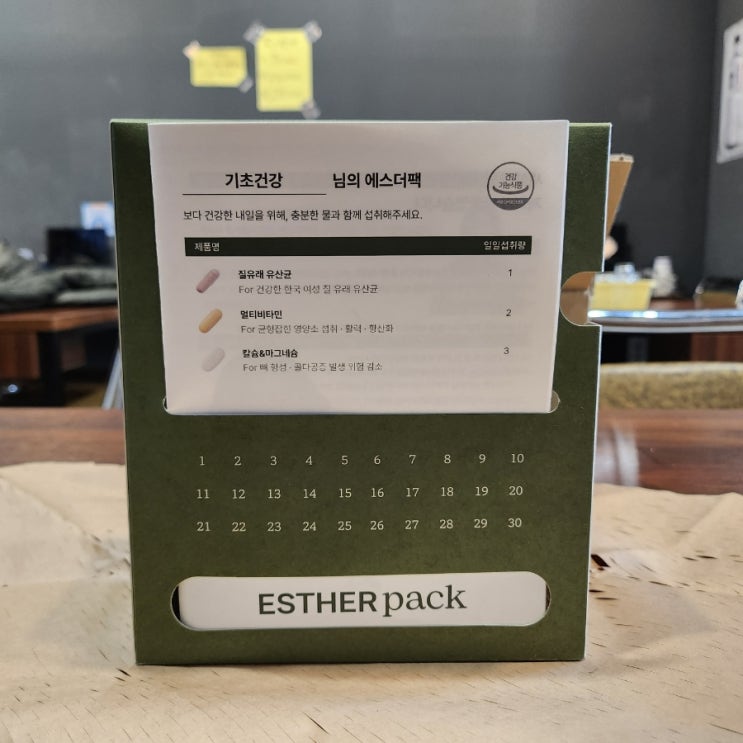 기초건강 님의 에스더팩
건강
기능식품
보다 건강한 내일을 위해, 충분한 물과 함께 섭취해주세요.
제품명 일일섭취량
질유래 유산균 1
For 건강한 한국 여성 질 유래 유산균
멀티비타민 2
For 균형잡힌 영양소 섭취 · 활력 · 항산화
칼슘&마그네슘 3
For 뼈 형성 · 골다공증 발생 위험 감소
1 2 3 4 5 6 7 8 9 10
11 12 13 14 15 16 17 18 19 20
21 22 23 24 25 26 27 28 29 30
ESTHER pack